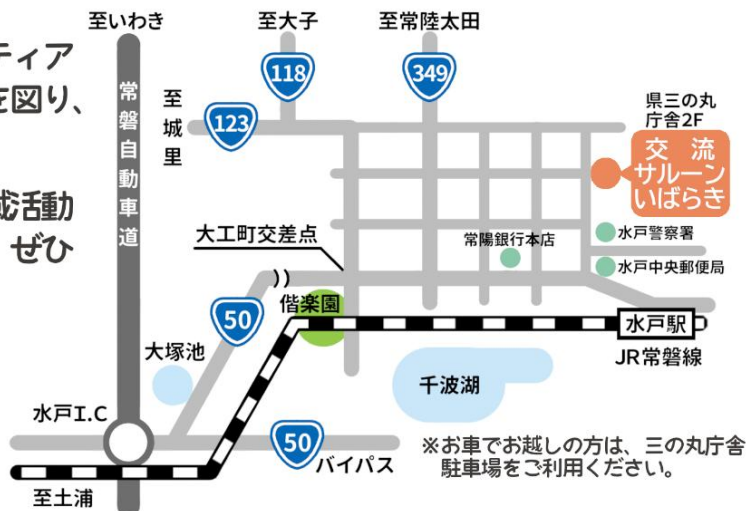 ティア
を図り、
域活動
ぜひ
至いわき
至大子
至常陸太田
118
349
123
至城里
常磐自動車道
県三の丸
庁舎2F
交 流
サルーン
いばらき
大工町交差点
常陽銀行本店
水戸警察署
水戸中央郵便局
偕楽園
50
水戸駅
JR常磐線
大塚池
千波湖
水戸I.C
50
バイパス
※お車でお越しの方は、三の丸庁舎
駐車場をご利用ください。
至土浦